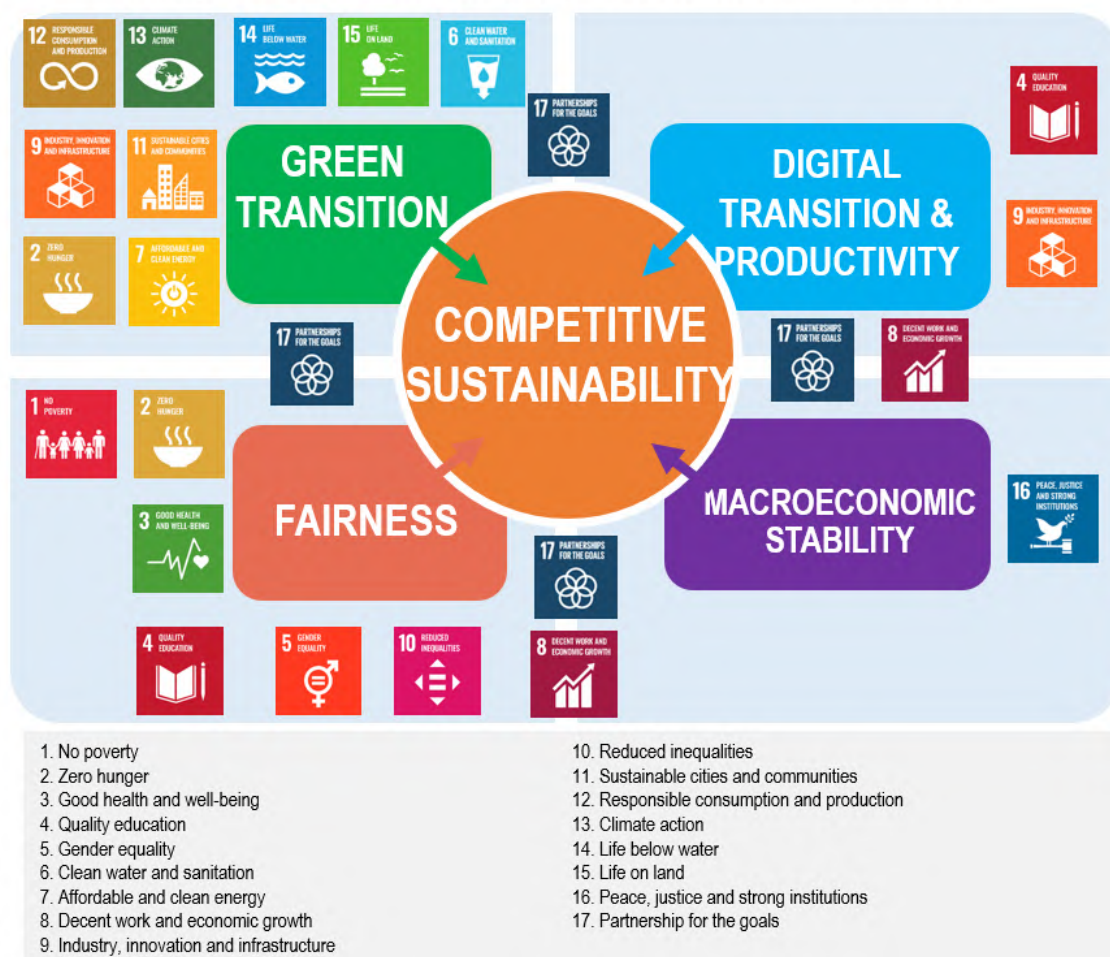 12 RESPONSIBLE
CONSUMPTION
AND PRODUCTION
13 CLIMATE
ACTION
14 LIFE
BELOW WATER
15 LIFE
ON LAND
6 CLEAN WATER
AND SANITATION
17 PARTNERSHIPS
FOR THE GOALS
4 QUALITY
EDUCATION
9 INDUSTRY, INNOVATION
AND INFRASTRUCTURE
11 SUSTAINABLE CITIES
AND COMMUNITIES
GREEN
TRANSITION
DIGITAL
TRANSITION &
PRODUCTIVITY
9 INDUSTRY, INNOVATION
AND INFRASTRUCTURE
2 ZERO
HUNGER
7 AFFORDABLE AND
CLEAN ENERGY
COMPETITIVE
SUSTAINABILITY
17 PARTNERSHIPS
FOR THE GOALS
17 PARTNERSHIPS
FOR THE GOALS
8 DECENT WORK AND
ECONOMIC GROWTH
1 NO
POVERTY
2 ZERO
HUNGER
3 GOOD HEALTH
AND WELL-BEING
FAIRNESS
MACROECONOMIC
STABILITY
16 PEACE, JUSTICE
AND STRONG
INSTITUTIONS
17 PARTNERSHIPS
FOR THE GOALS
4 QUALITY
EDUCATION
5 GENDER
EQUALITY
10 REDUCED
INEQUALITIES
8 DECENT WORK AND
ECONOMIC GROWTH
1. No poverty
2. Zero hunger
3. Good health and well-being
4. Quality education
5. Gender equality
6. Clean water and sanitation
7. Affordable and clean energy
8. Decent work and economic growth
9. Industry, innovation and infrastructure
10. Reduced inequalities
11. Sustainable cities and communities
12. Responsible consumption and production
13. Climate action
14. Life below water
15. Life on land
16. Peace, justice and strong institutions
17. Partnership for the goals